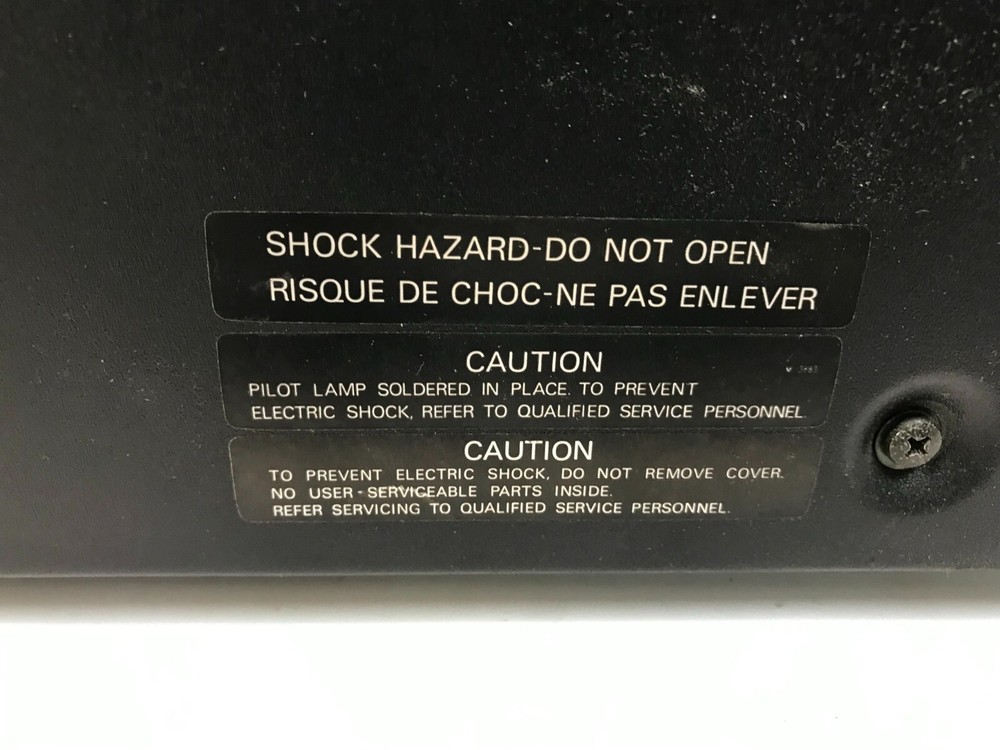 SHOCK HAZARD-DO NOT OPEN
RISQUE DE CHOC-NE PAS ENLEVER
CAUTION
PILOT LAMP SOLDERED IN PLACE. TO PREVENT
ELECTRIC SHOCK, REFER TO QUALIFIED SERVICE PERSONNEL.
CAUTION
TO PREVENT ELECTRIC SHOCK, DO NOT REMOVE COVER.
NO USER-SERVICEABLE PARTS INSIDE.
REFER SERVICING TO QUALIFIED SERVICE PERSONNEL.